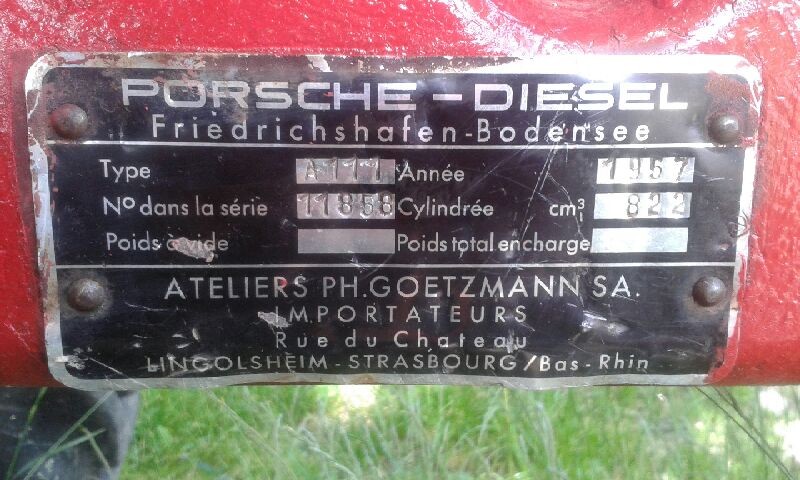 PORSCHE-DIESEL
Friedrichshafen-Bodensee
Type A111 Année 1957
No dans la série 11858 Cylindrée cm³ 822
Poids à vide Poids total en charge
ATELIERS PH. GOETZMANN SA.
IMPORTATEURS
Rue du Chateau
LINGOLSHEIM-STRASBOURG/Bas-Rhin